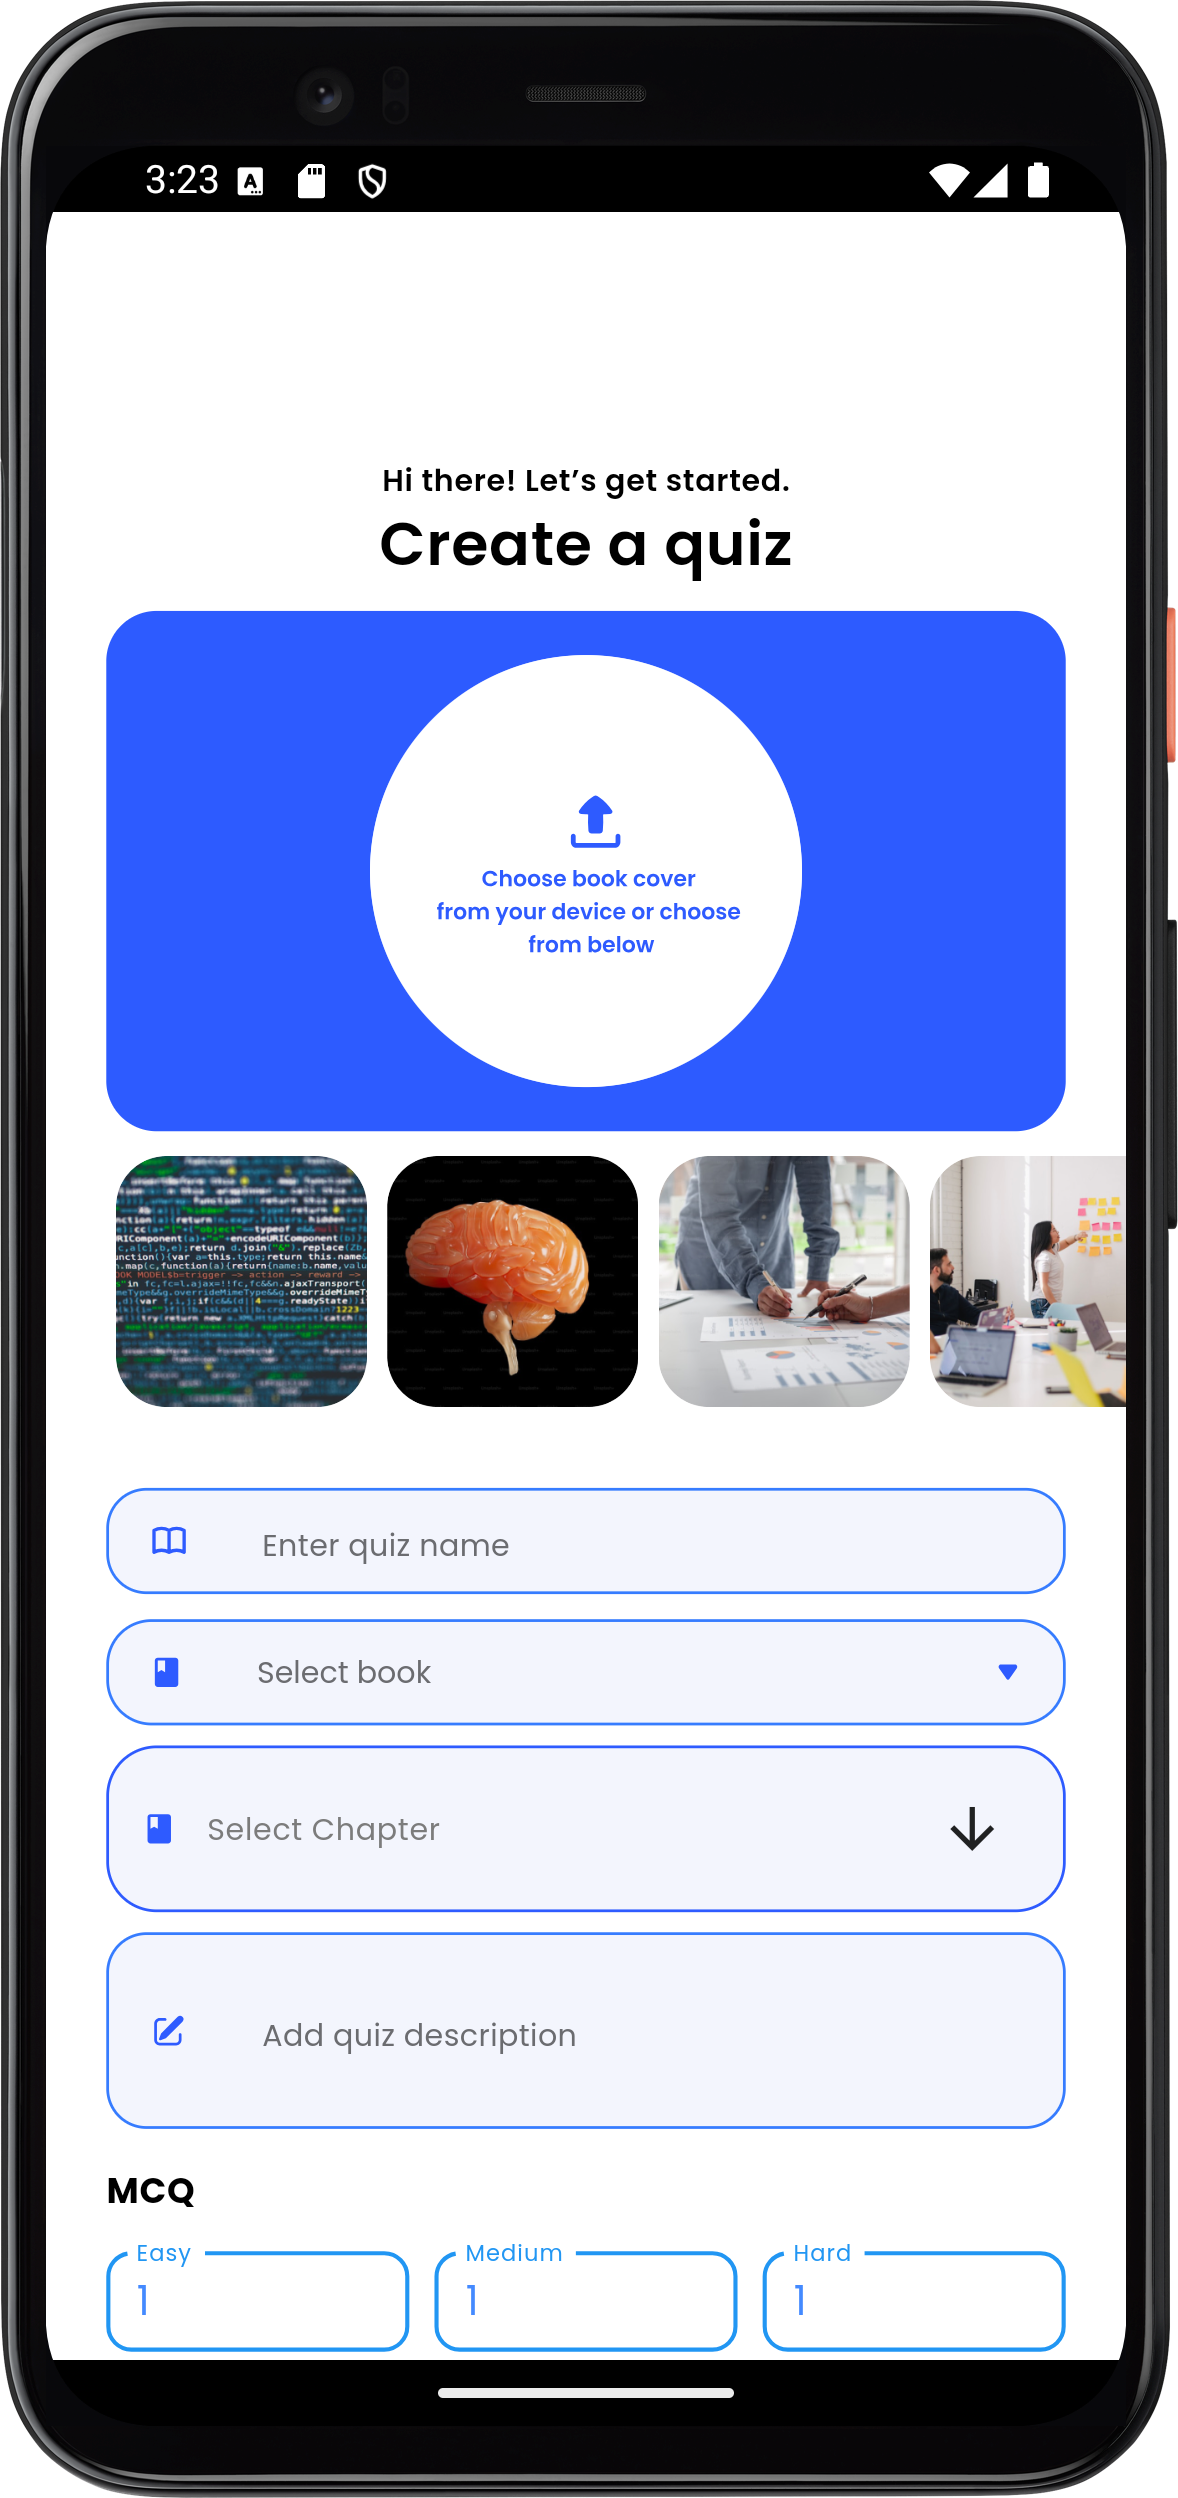 3:23
Hi there! Let’s get started.
Create a quiz
Choose book cover
from your device or choose
from below
Enter quiz name
Select book
Select Chapter
Add quiz description
MCQ
Easy Medium Hard
1 1 1